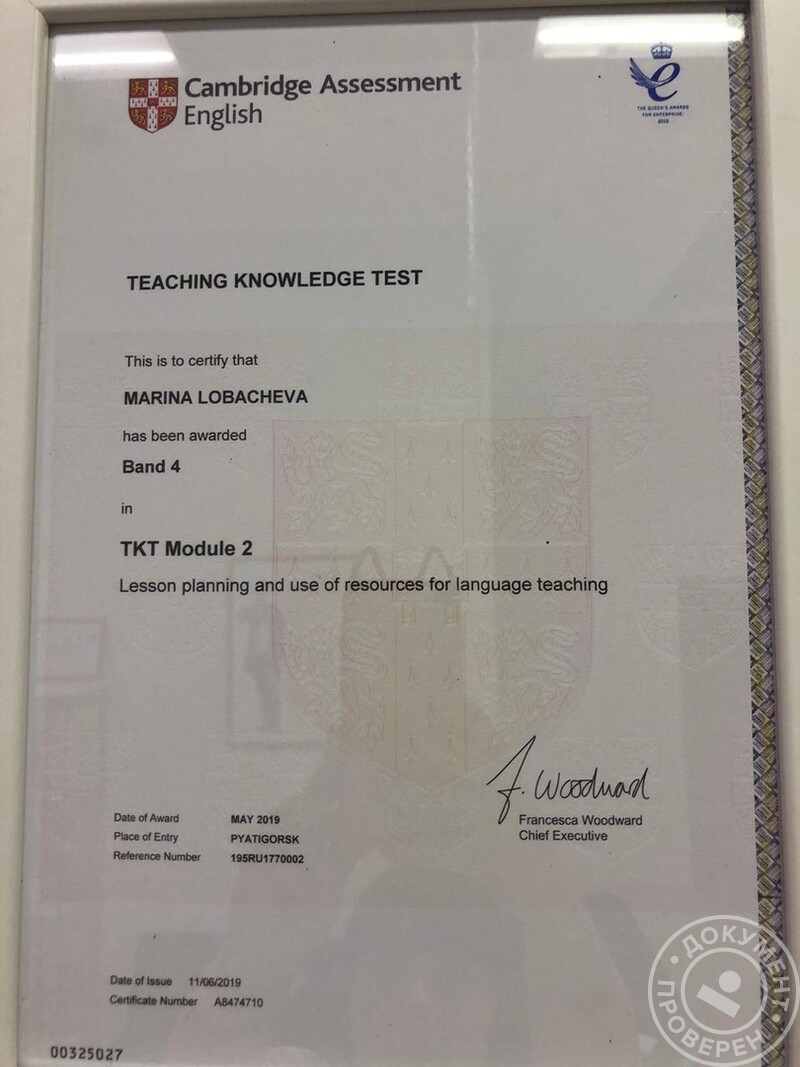 Cambridge Assessment
English
THE QUEEN'S AWARDS
FOR ENTERPRISE:
2015
TEACHING KNOWLEDGE TEST
This is to certify that
MARINA LOBACHEVA
has been awarded
Band 4
in
TKT Module 2
Lesson planning and use of resources for language teaching
F. Woodward
Francesca Woodward
Chief Executive
Date of Award MAY 2019
Place of Entry PYATIGORSK
Reference Number 195RU1770002
Date of Issue 11/06/2019
Certificate Number A8474710
00325027
ДОКУМЕНТ
ПРОВЕРЕН